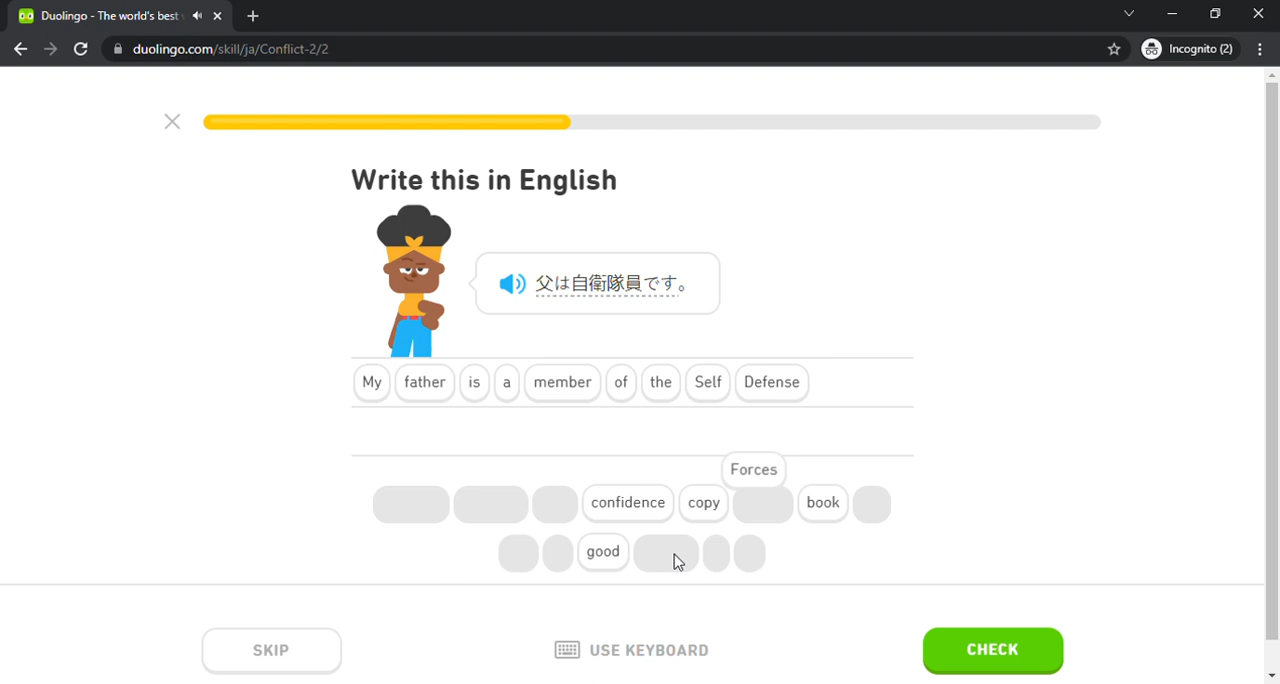 Duolingo - The world's best
duolingo.com/skill/ja/Conflict-2/2
Incognito (2)
Write this in English
父は自衛隊員です。
My father is a member of the Self Defense
Forces
confidence copy book
good
SKIP
USE KEYBOARD
CHECK